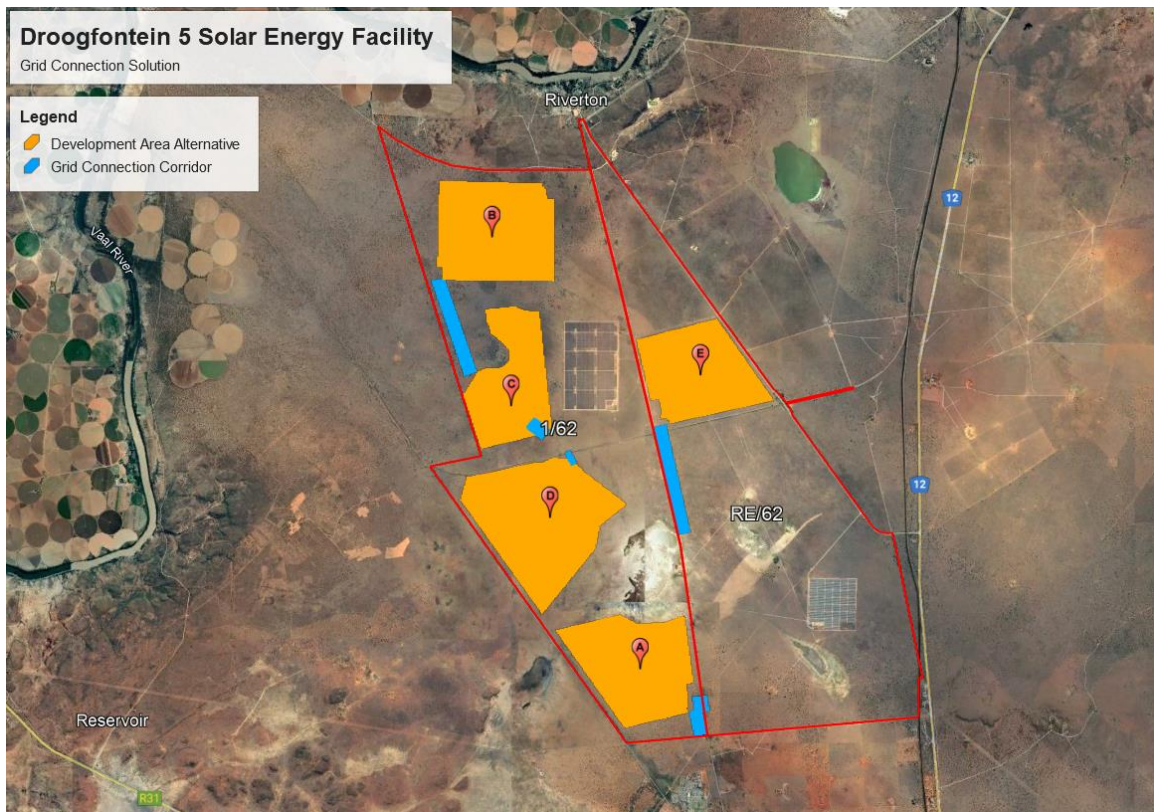 Droogfontein 5 Solar Energy Facility
Grid Connection Solution
Legend
Development Area Alternative
Grid Connection Corridor
Riverton
12
B
Vaal River
E
C
1/62
12
D
RE/62
A
Reservoir
R31